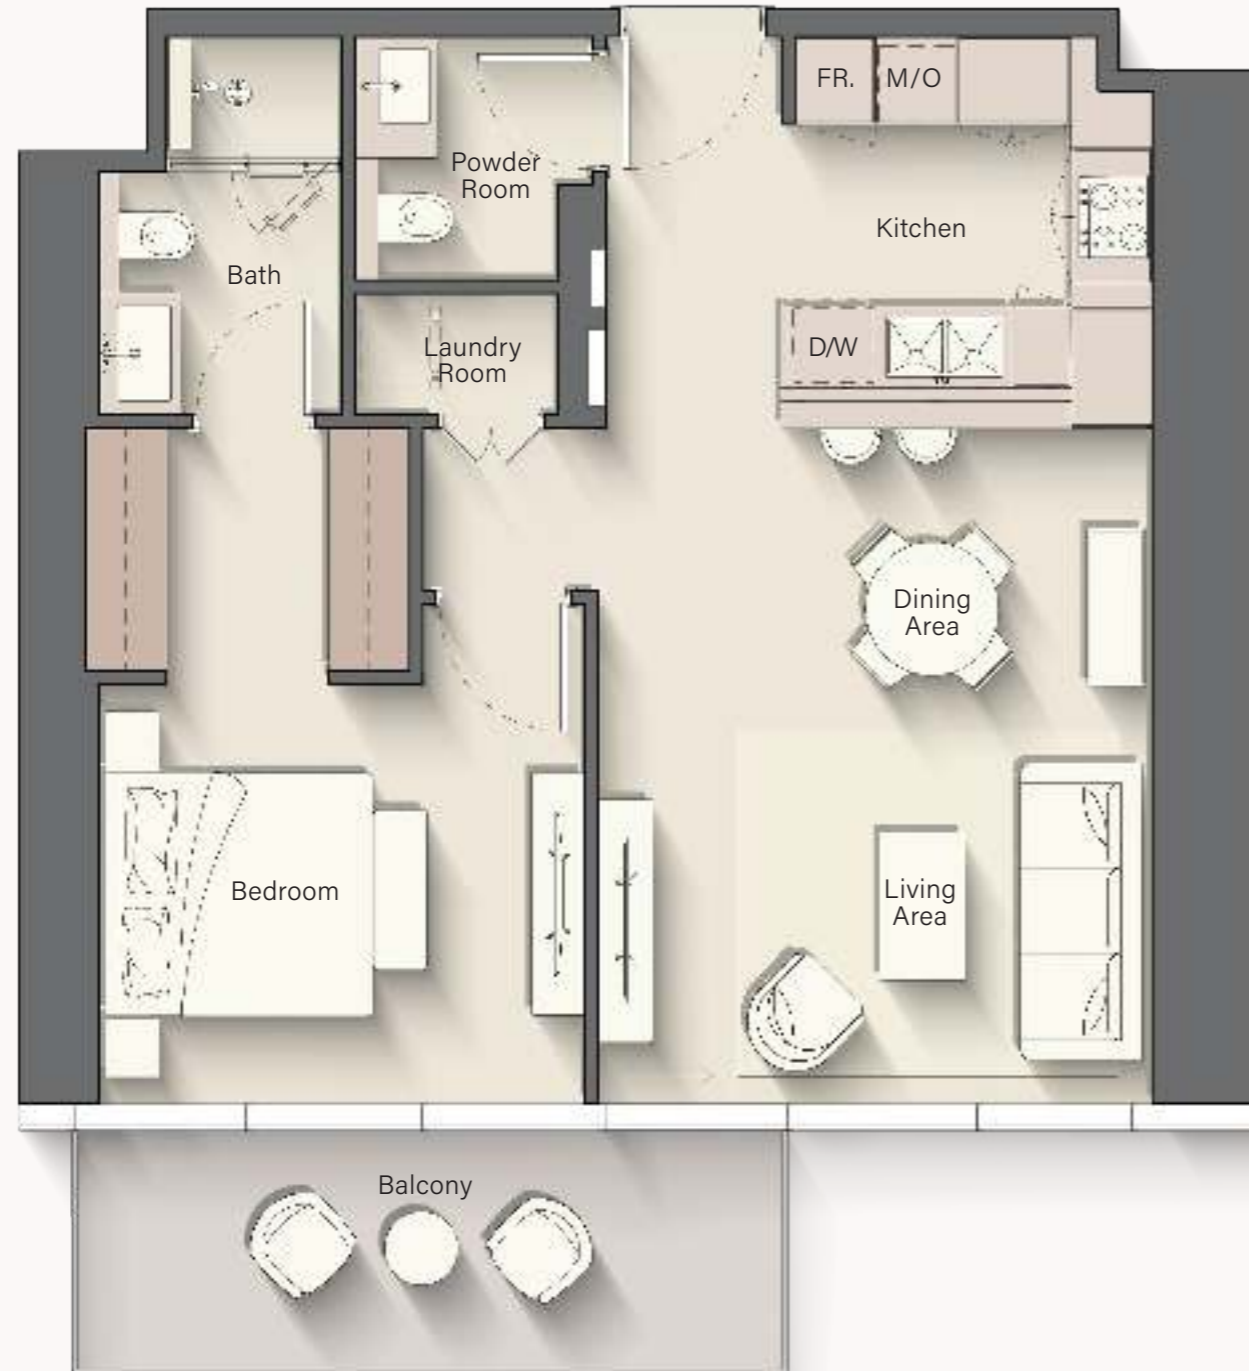 FR. M/O
Powder
Room
Kitchen
Bath
Laundry
Room
D/W
Dining
Area
Bedroom
Living
Area
Balcony